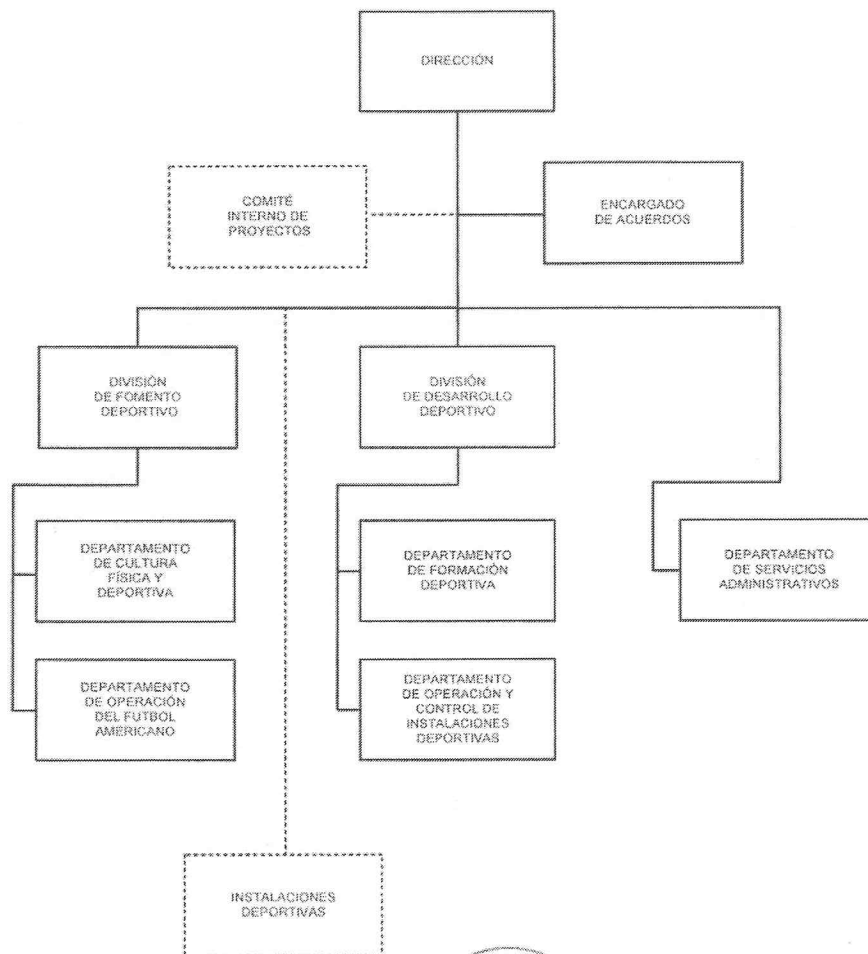 DIRECCIÓN
COMITÉ
INTERNO DE
PROYECTOS
ENCARGADO
DE ACUERDOS
DIVISIÓN
DE FOMENTO
DEPORTIVO
DIVISIÓN
DE DESARROLLO
DEPORTIVO
DEPARTAMENTO
DE CULTURA
FÍSICA Y
DEPORTIVA
DEPARTAMENTO
DE FORMACIÓN
DEPORTIVA
DEPARTAMENTO
DE SERVICIOS
ADMINISTRATIVOS
DEPARTAMENTO
DE OPERACIÓN
DEL FUTBOL
AMERICANO
DEPARTAMENTO
DE OPERACIÓN Y
CONTROL DE
INSTALACIONES
DEPORTIVAS
INSTALACIONES
DEPORTIVAS